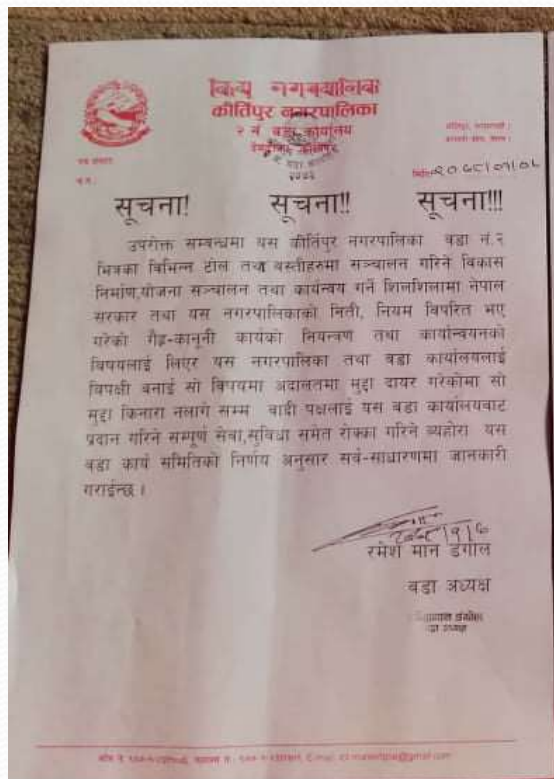 कीर्तिपुर नगरपालिका
२ नं. वडा कार्यालय
सूचना! सूचना!! सूचना!!!
उपरोक्त सम्बन्धमा यस कीर्तिपुर नगरपालिका वडा नं.२
भित्रका विभिन्न टोल तथा बस्तीहरुमा सञ्चालन गरिने विकास
निर्माण,योजना सञ्चालन तथा कार्यन्वय गर्ने शिलशिलामा नेपाल
सरकार तथा यस नगरपालिकाको निती, नियम विपरित भए
गरेको गैह्र-कानुनी कार्यको नियन्त्रण तथा कार्यान्वयनको
विषयलाई लिएर यस नगरपालिका तथा वडा कार्यालयलाई
विपक्षी बनाई सो विषयमा अदालतमा मुद्दा दायर गरेकोमा सो
मुद्दा किनारा नलागे सम्म वादी पक्षलाई यस वडा कार्यालयबाट
प्रदान गरिने सम्पूर्ण सेवा,सुविधा समेत रोक्का गरिने ब्यहोरा यस
वडा कार्य समितिको निर्णय अनुसार सर्व-साधारणमा जानकारी
गराईन्छ ।
रमेश मान डंगोल
वडा अध्यक्ष